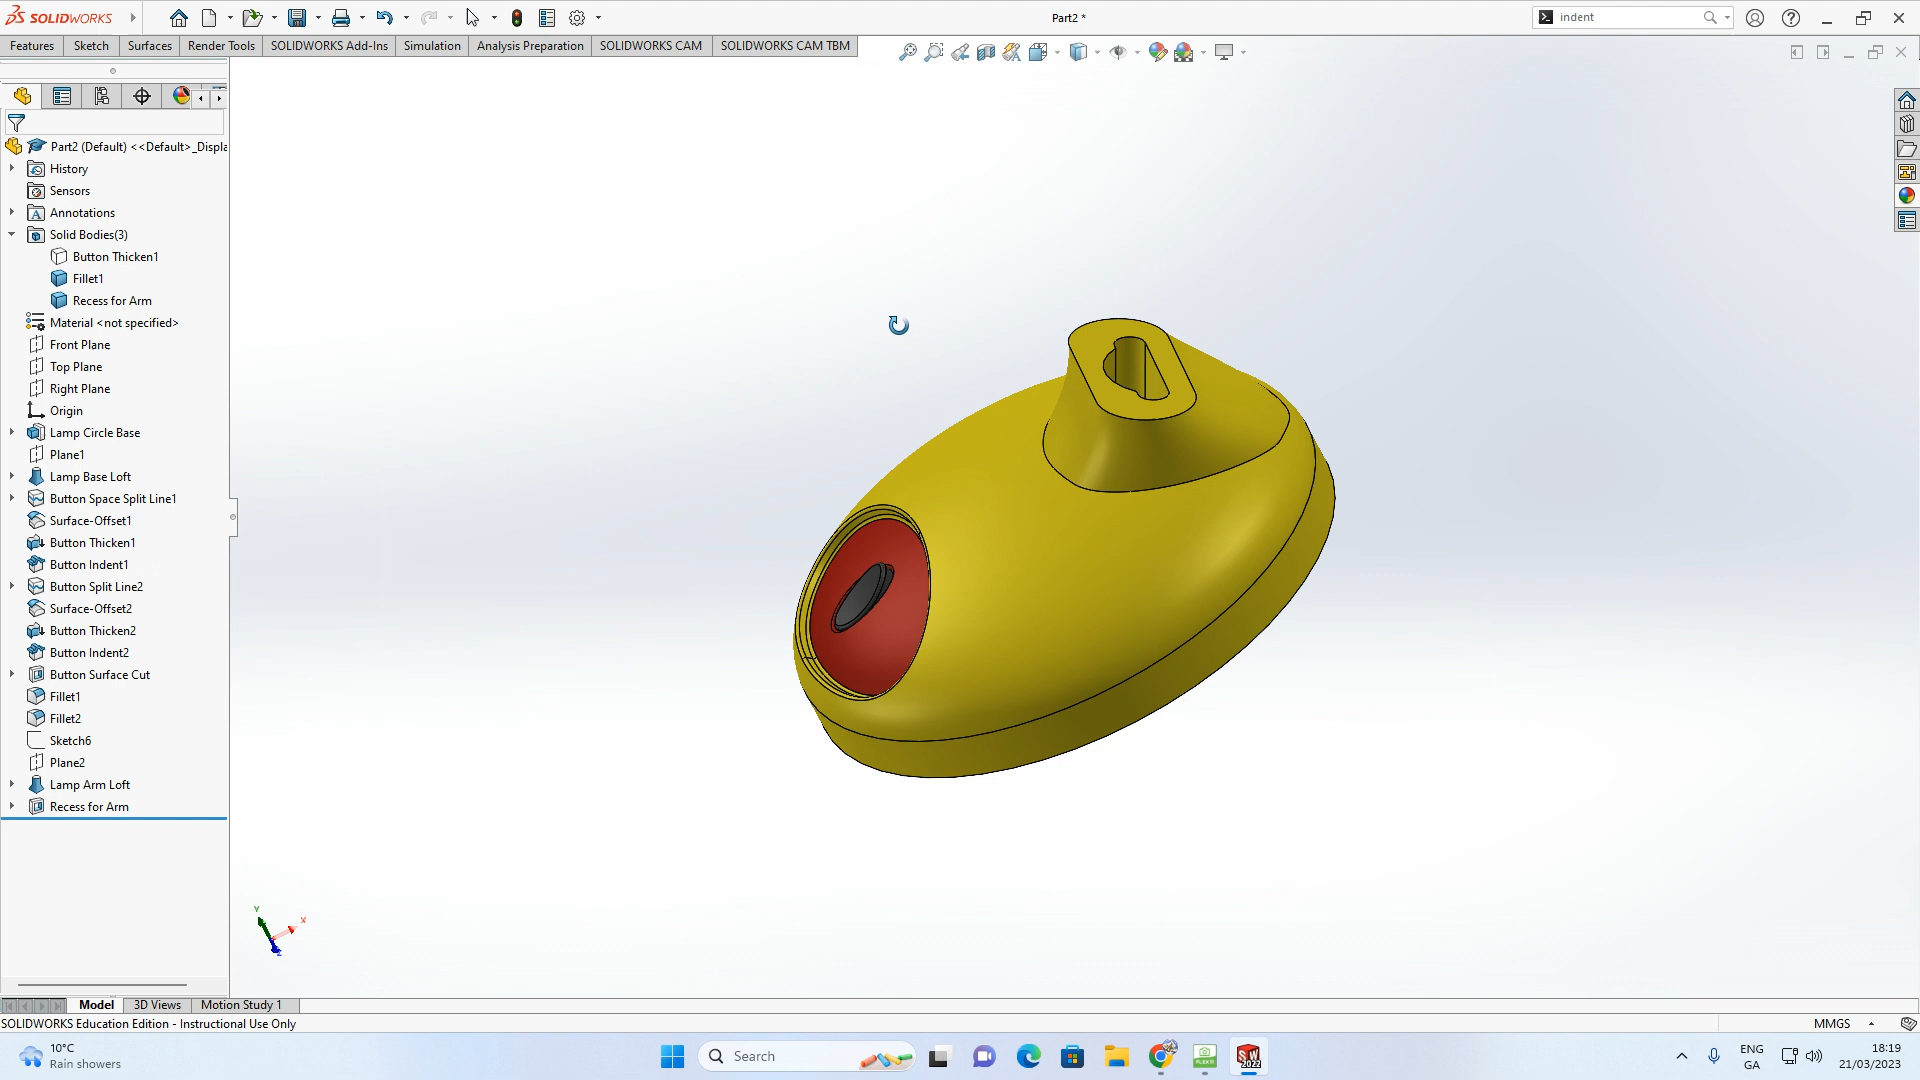 SOLIDWORKS
Part2 *
indent
Features
Sketch
Surfaces
Render Tools
SOLIDWORKS Add-Ins
Simulation
Analysis Preparation
SOLIDWORKS CAM
SOLIDWORKS CAM TBM
Part2 (Default) <<Default>_Displa
History
Sensors
Annotations
Solid Bodies(3)
Button Thicken1
Fillet1
Recess for Arm
Material <not specified>
Front Plane
Top Plane
Right Plane
Origin
Lamp Circle Base
Plane1
Lamp Base Loft
Button Space Split Line1
Surface-Offset1
Button Thicken1
Button Indent1
Button Split Line2
Surface-Offset2
Button Thicken2
Button Indent2
Button Surface Cut
Fillet1
Fillet2
Sketch6
Plane2
Lamp Arm Loft
Recess for Arm
Y
X
Z
Model
3D Views
Motion Study 1
SOLIDWORKS Education Edition - Instructional Use Only
MMGS
10°C
Rain showers
Search
SW
2022
ENG
GA
18:19
21/03/2023